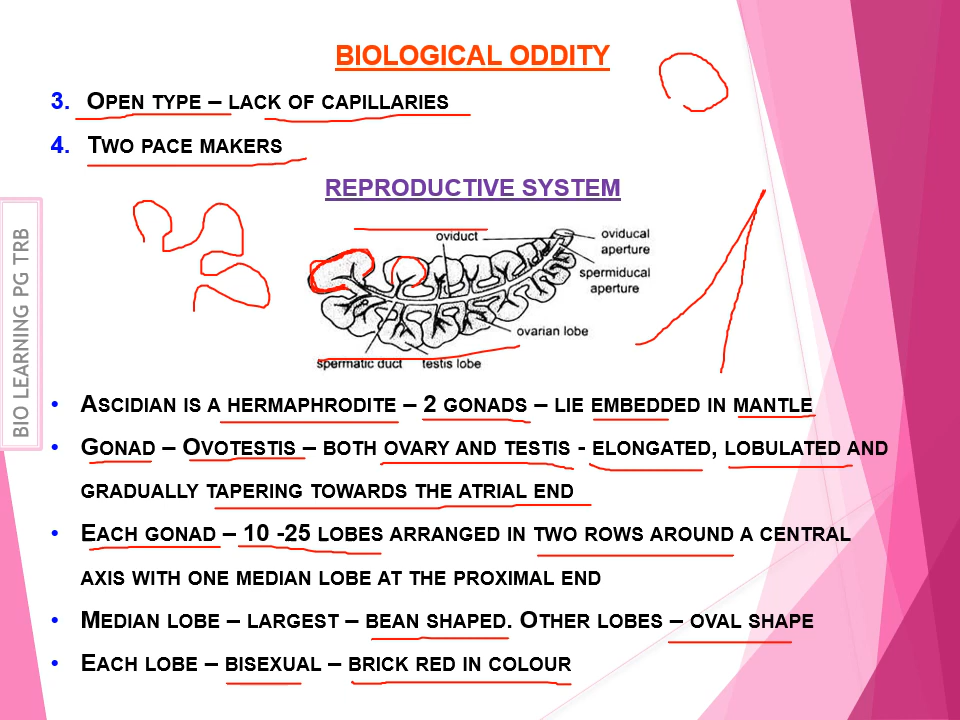 BIOLOGICAL ODDITY
3. OPEN TYPE – LACK OF CAPILLARIES
4. TWO PACE MAKERS
REPRODUCTIVE SYSTEM
oviduct
oviducal
aperture
spermiducal
aperture
ovarian lobe
spermatic duct testis lobe
BIO LEARNING PG TRB
• ASCIDIAN IS A HERMAPHRODITE – 2 GONADS – LIE EMBEDDED IN MANTLE
• GONAD – OVOTESTIS – BOTH OVARY AND TESTIS - ELONGATED, LOBULATED AND
GRADUALLY TAPERING TOWARDS THE ATRIAL END
• EACH GONAD – 10 -25 LOBES ARRANGED IN TWO ROWS AROUND A CENTRAL
AXIS WITH ONE MEDIAN LOBE AT THE PROXIMAL END
• MEDIAN LOBE – LARGEST – BEAN SHAPED. OTHER LOBES – OVAL SHAPE
• EACH LOBE – BISEXUAL – BRICK RED IN COLOUR